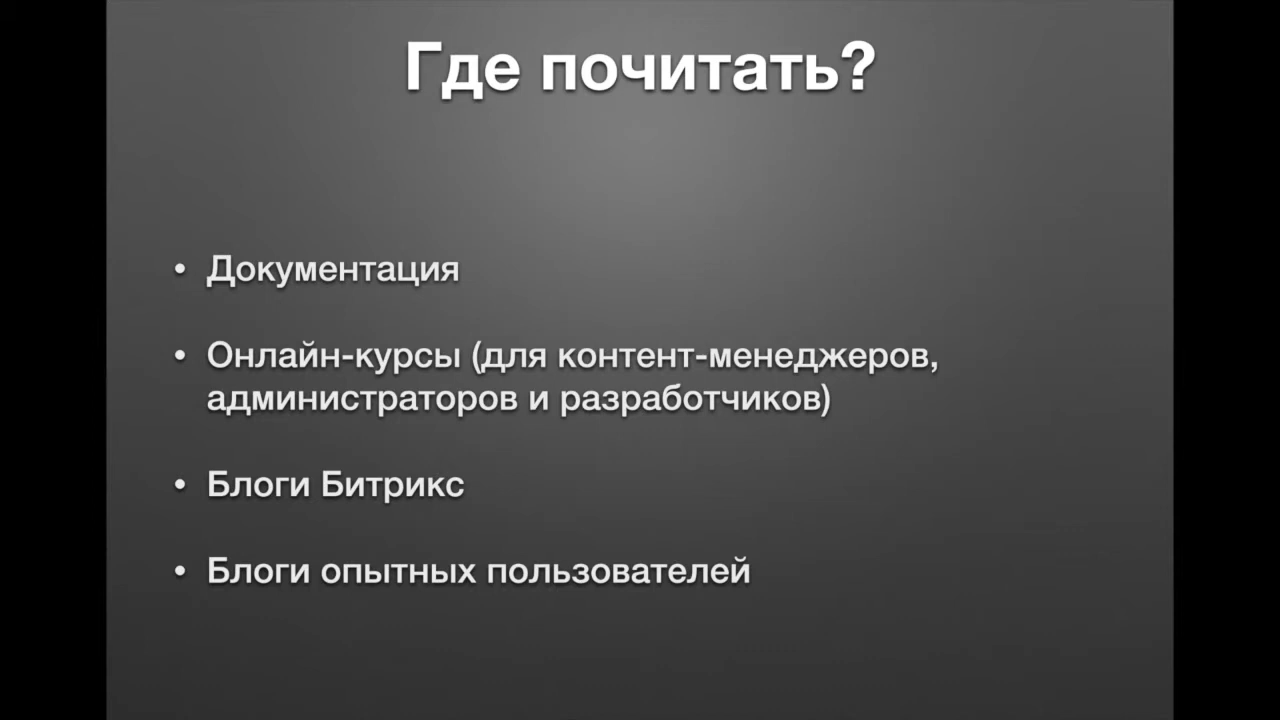 Где почитать?
• Документация
• Онлайн-курсы (для контент-менеджеров,
администраторов и разработчиков)
• Блоги Битрикс
• Блоги опытных пользователей